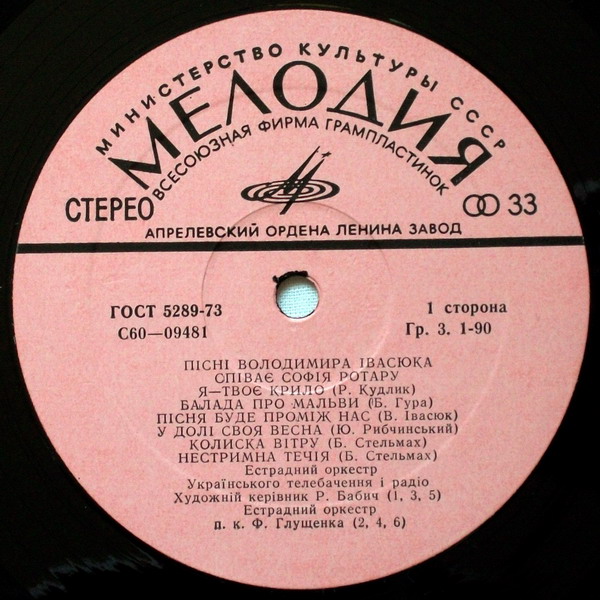 МИНИСТЕРСТВО КУЛЬТУРЫ СССР
МЕЛОДИЯ
ВСЕСОЮЗНАЯ ФИРМА ГРАМПЛАСТИНОК
СТЕРЕО
33
АПРЕЛЕВСКИЙ ОРДЕНА ЛЕНИНА ЗАВОД
ГОСТ 5289-73
1 сторона
С60—09481
Гр. 3. 1-90
ПІСНІ ВОЛОДИМИРА ІВАСЮКА
СПІВАЄ СОФІЯ РОТАРУ
Я—ТВОЄ КРИЛО (Р. Кудлик)
БАЛАДА ПРО МАЛЬВИ (Б. Гура)
ПІСНЯ БУДЕ ПРОМІЖ НАС (В. Івасюк)
У ДОЛІ СВОЯ ВЕСНА (Ю. Рибчинський)
КОЛИСКА ВІТРУ (Б. Стельмах)
НЕСТРИМНА ТЕЧІЯ (Б. Стельмах)
Естрадний оркестр
Українського телебачення і радіо
Художній керівник Р. Бабич (1, 3, 5)
Естрадний оркестр
п. к. Ф. Глущенка (2, 4, 6)